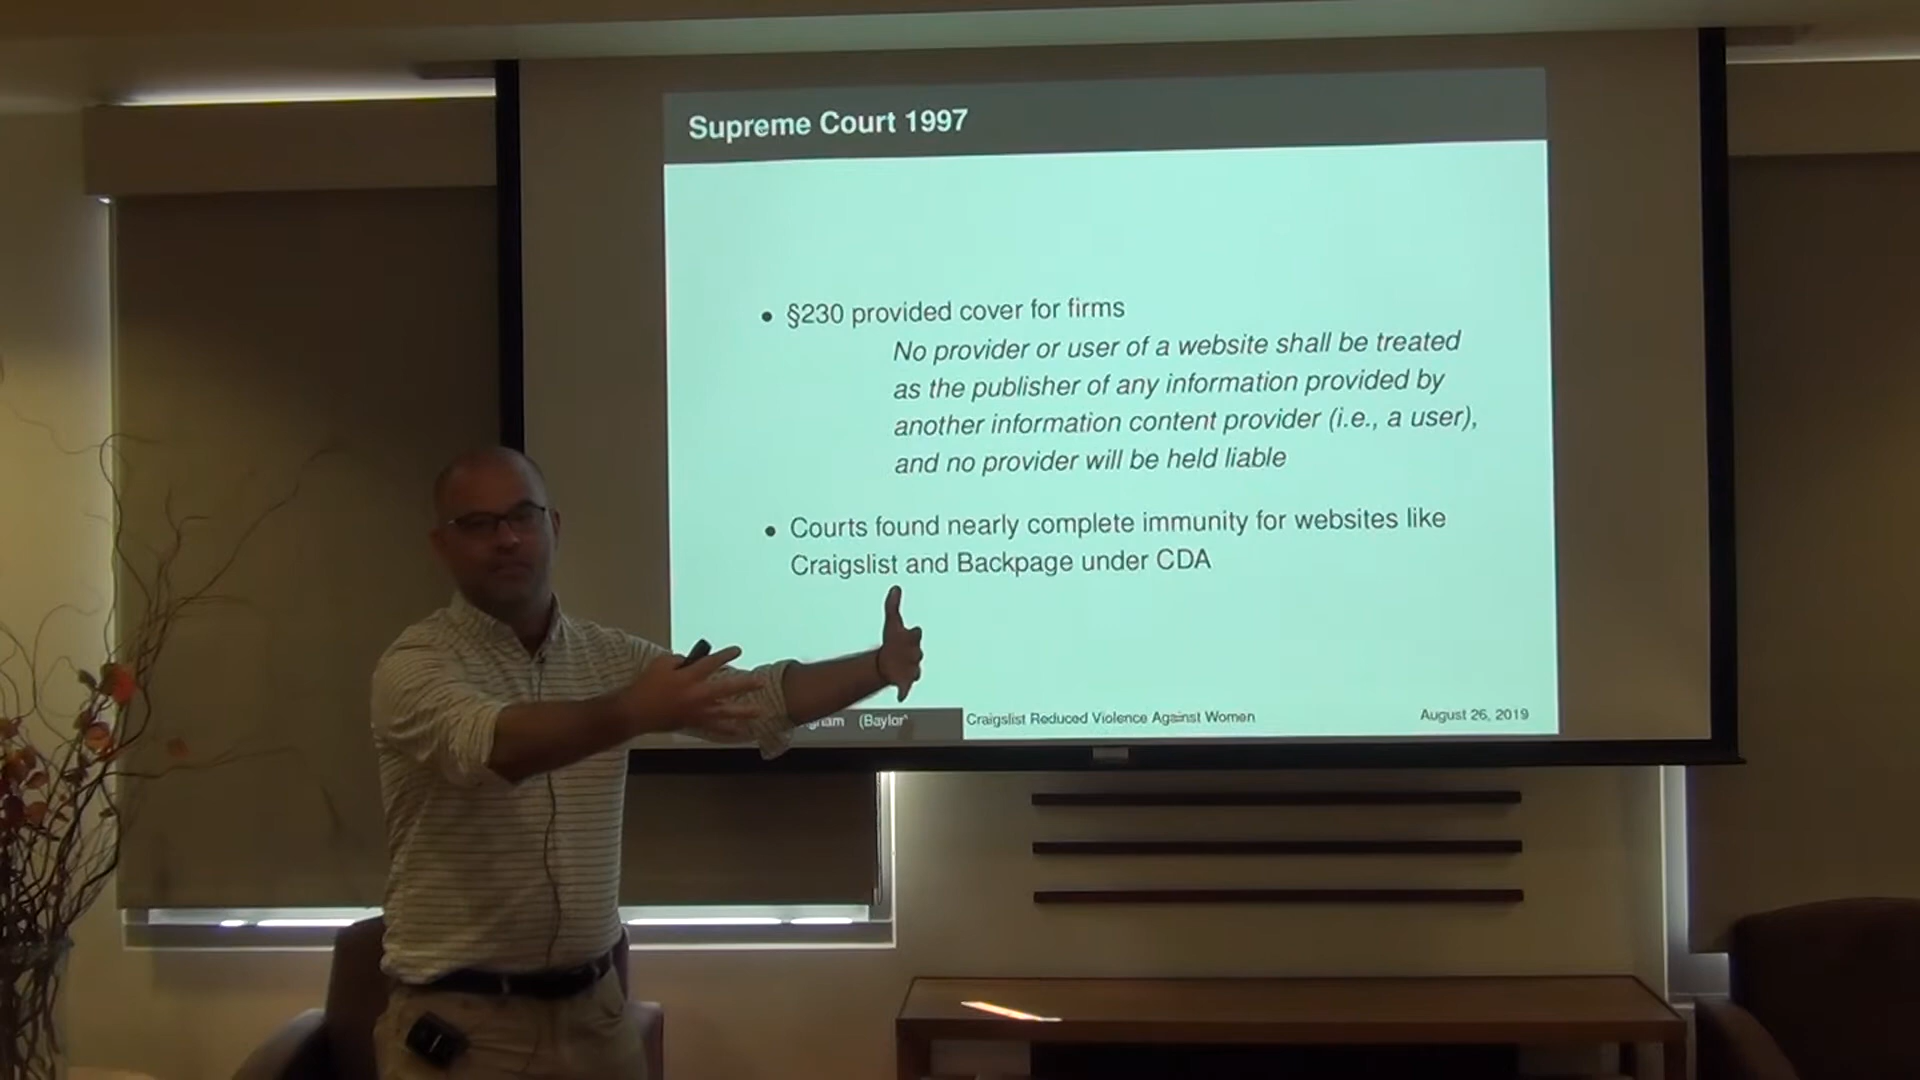 Supreme Court 1997
• §230 provided cover for firms
No provider or user of a website shall be treated
as the publisher of any information provided by
another information content provider (i.e., a user),
and no provider will be held liable
• Courts found nearly complete immunity for websites like
Craigslist and Backpage under CDA
(Baylor
Craigslist Reduced Violence Against Women
August 26, 2019